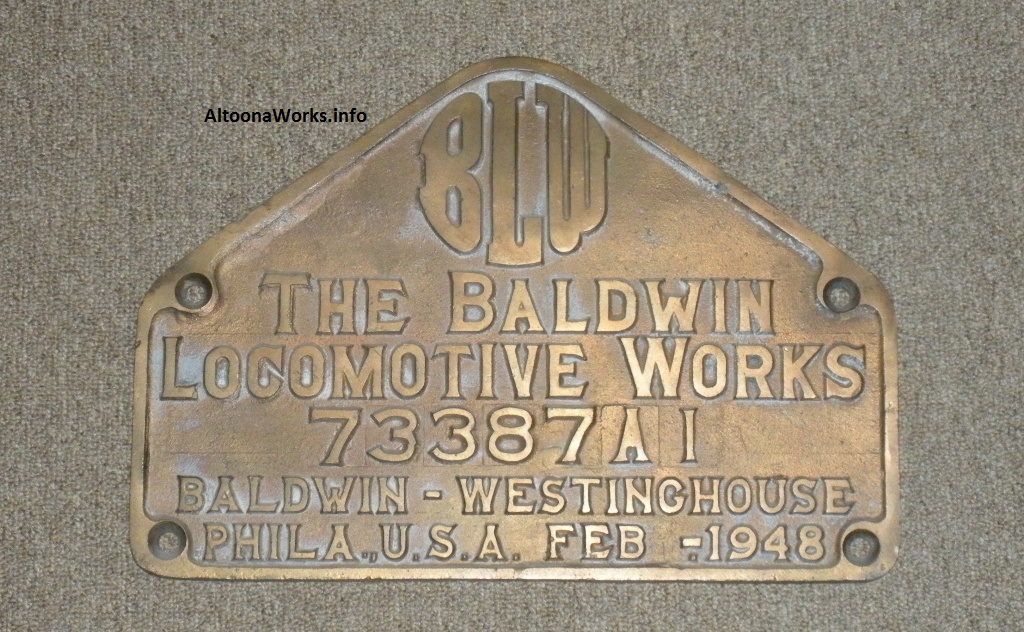 AltoonaWorks.info
BLW
THE BALDWIN
LOCOMOTIVE WORKS
73387A1
BALDWIN - WESTINGHOUSE
PHILA., U.S.A. FEB -.1948